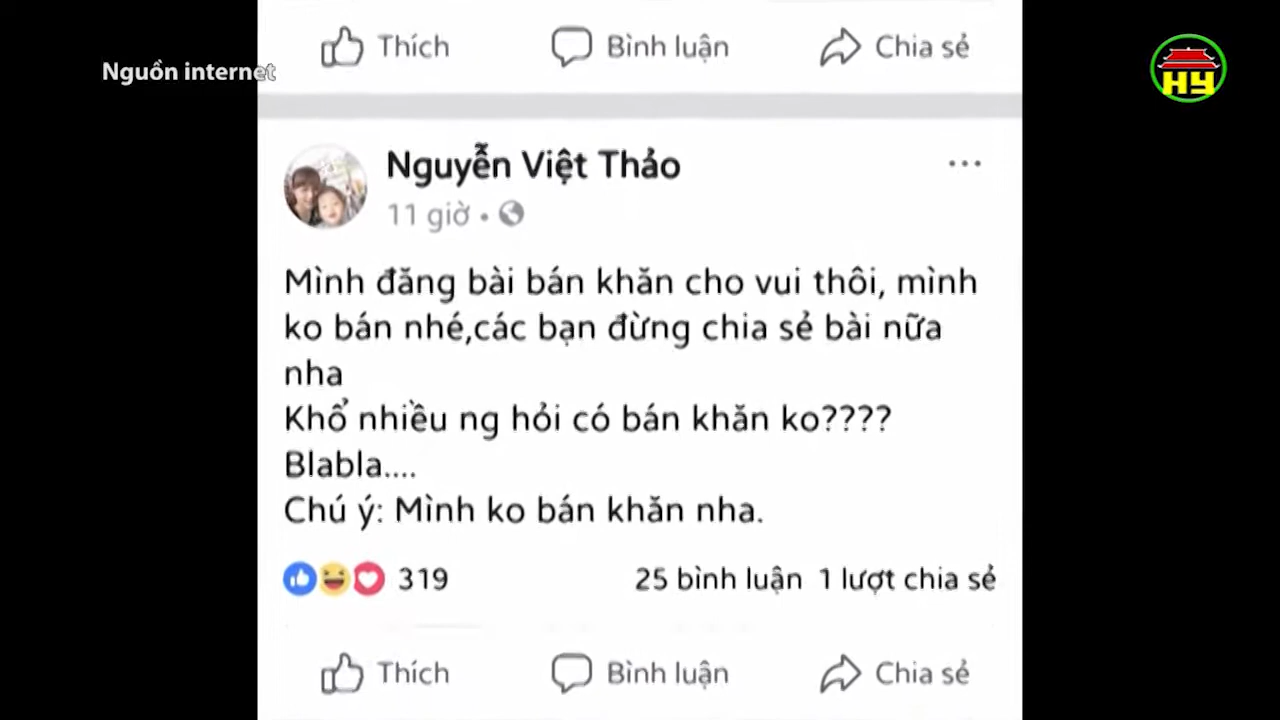 Thích Bình luận Chia sẻ
Nguồn internet
HY
Nguyễn Việt Thảo
11 giờ
Mình đăng bài bán khăn cho vui thôi, mình
ko bán nhé,các bạn đừng chia sẻ bài nữa
nha
Khổ nhiều ng hỏi có bán khăn ko????
Blabla....
Chú ý: Mình ko bán khăn nha.
319 25 bình luận 1 lượt chia sẻ
Thích Bình luận Chia sẻ